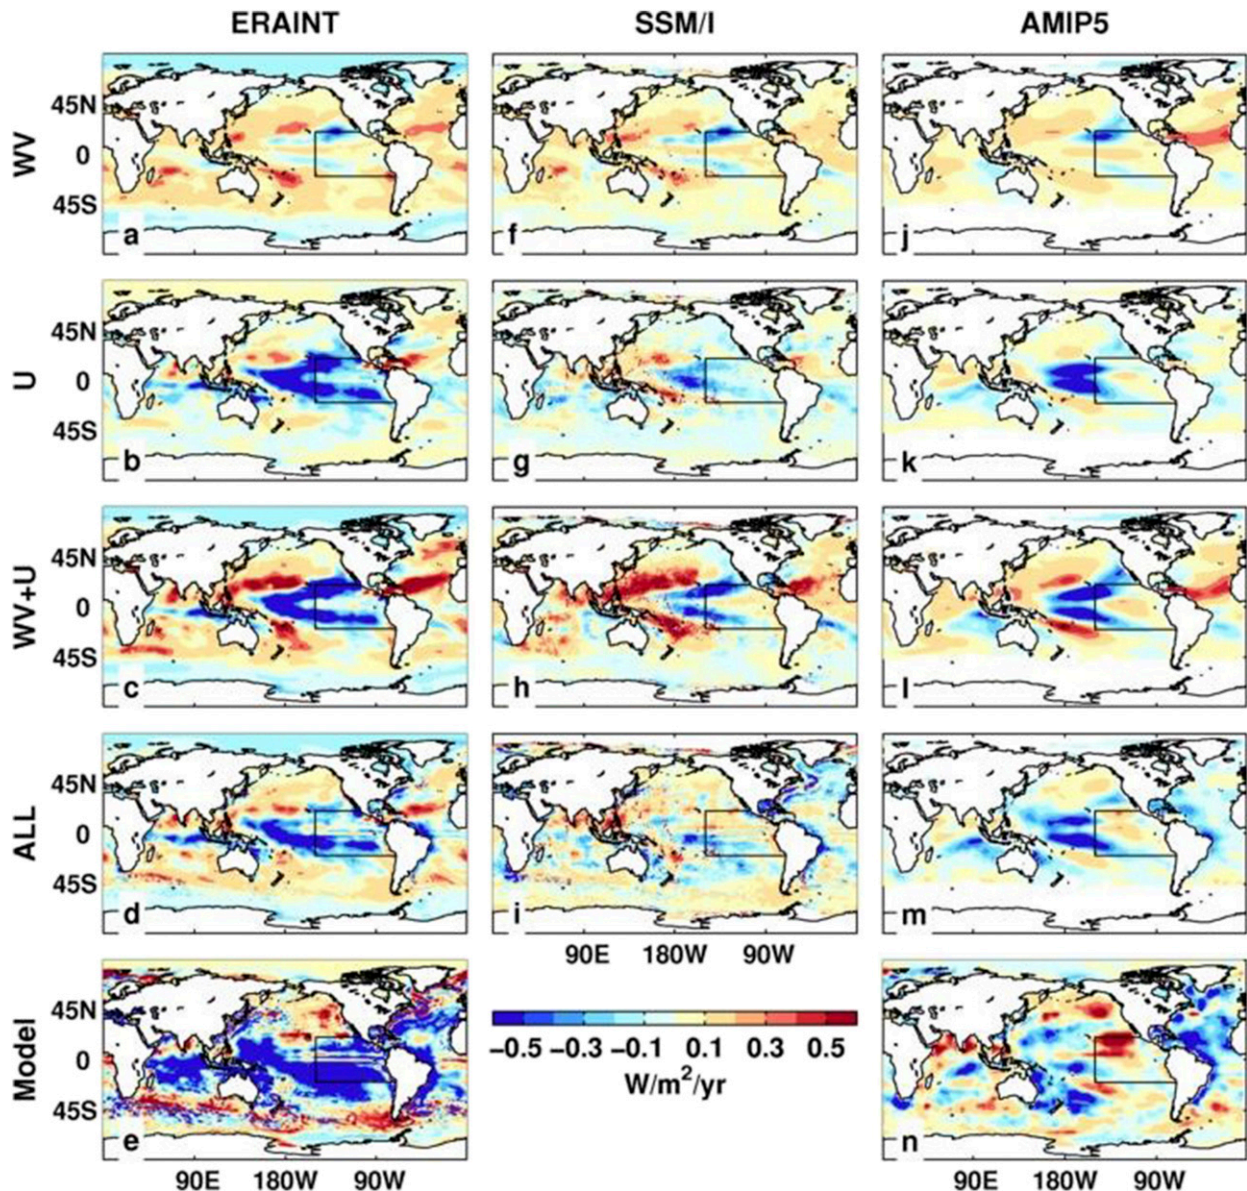 ERAINT SSM/I AMIP5
WV 45N 0 45S a f j
U 45N 0 45S b g k
WV+U 45N 0 45S c h l
ALL 45N 0 45S d i m
90E 180W 90W
Model 45N 0 45S e n
−0.5 −0.3 −0.1 0.1 0.3 0.5
W/m²/yr
90E 180W 90W 90E 180W 90W